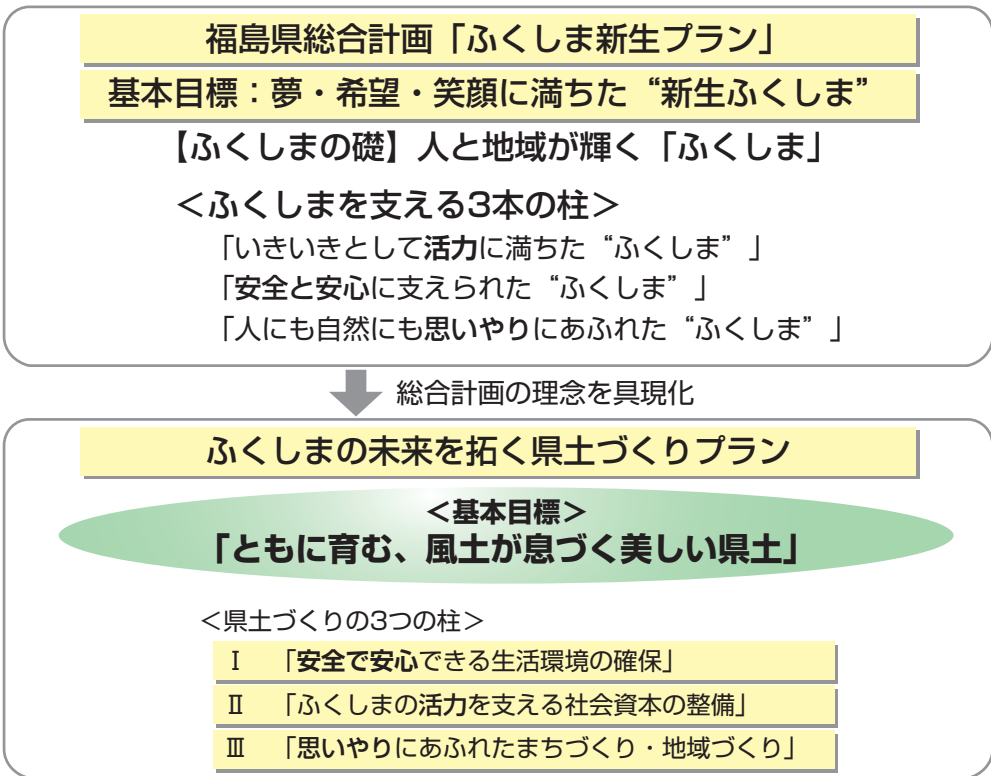 福島県総合計画「ふくしま新生プラン」
基本目標：夢・希望・笑顔に満ちた“新生ふくしま”
【ふくしまの礎】人と地域が輝く「ふくしま」
＜ふくしまを支える3本の柱＞
「いきいきとして活力に満ちた“ふくしま”」
「安全と安心に支えられた“ふくしま”」
「人にも自然にも思いやりにあふれた“ふくしま”」
総合計画の理念を具現化
ふくしまの未来を拓く県土づくりプラン
＜基本目標＞
「ともに育む、風土が息づく美しい県土」
＜県土づくりの3つの柱＞
Ⅰ 「安全で安心できる生活環境の確保」
Ⅱ 「ふくしまの活力を支える社会資本の整備」
Ⅲ 「思いやりにあふれたまちづくり・地域づくり」